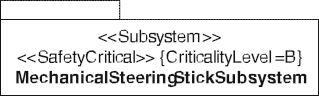 <<Subsystem>>
<<SafetyCritical>> {CriticalityLevel=B}
MechanicalSteeringStickSubsystem